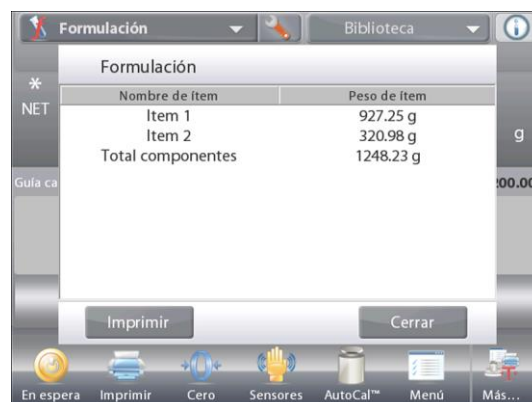 Formulación
Biblioteca
Formulación
*
NET
Nombre de ítem Peso de ítem
Item 1 927.25 g
Item 2 320.98 g
Total componentes 1248.23 g
g
Guía ca
200.00
Imprimir Cerrar
En espera Imprimir Cero Sensores AutoCal™ Menú Más...